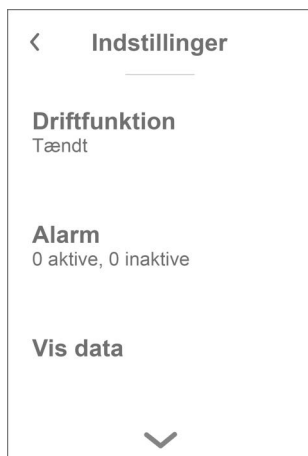 Indstillinger
Driftfunktion
Tændt
Alarm
0 aktive, 0 inaktive
Vis data